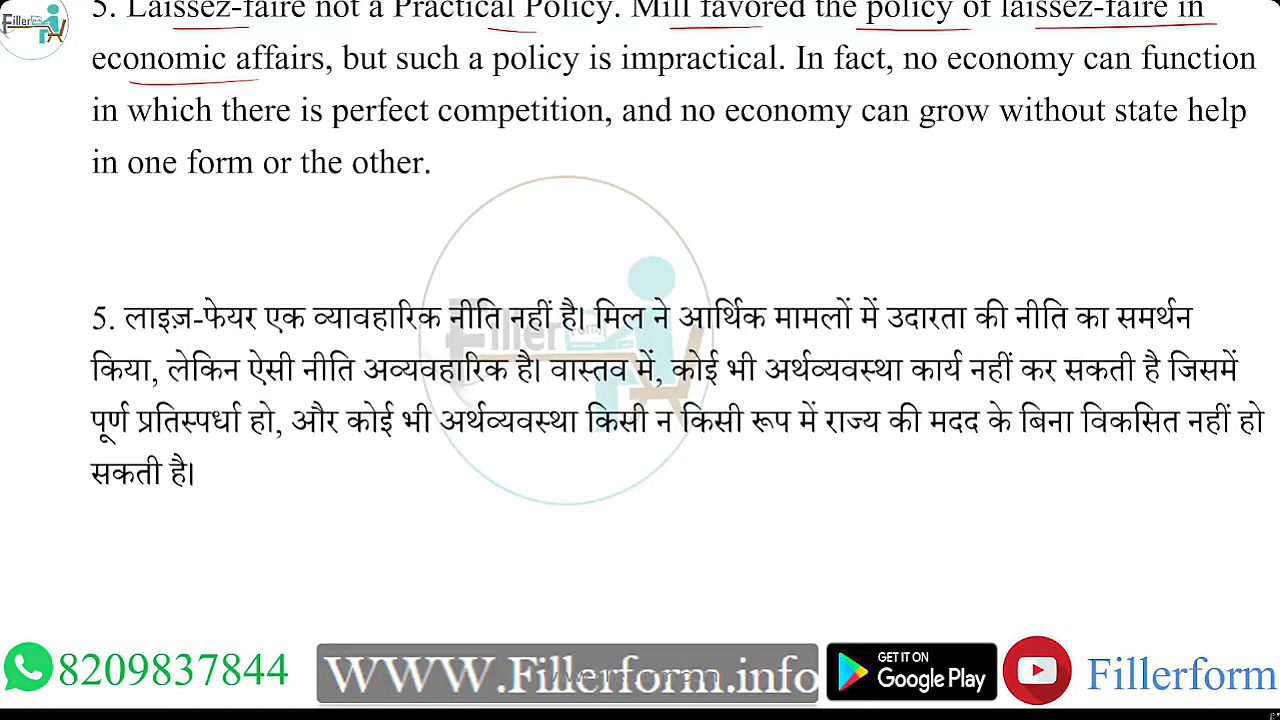 Fillerform
5. Laissez-faire not a Practical Policy. Mill favored the policy of laissez-faire in
economic affairs, but such a policy is impractical. In fact, no economy can function
in which there is perfect competition, and no economy can grow without state help
in one form or the other.
Fillerform
5. लाइज़-फेयर एक व्यावहारिक नीति नहीं है। मिल ने आर्थिक मामलों में उदारता की नीति का समर्थन
किया, लेकिन ऐसी नीति अव्यवहारिक है। वास्तव में, कोई भी अर्थव्यवस्था कार्य नहीं कर सकती है जिसमें
पूर्ण प्रतिस्पर्धा हो, और कोई भी अर्थव्यवस्था किसी न किसी रूप में राज्य की मदद के बिना विकसित नहीं हो
सकती है।
8209837844 WWW.Fillerform.info GET IT ON Google Play Fillerform